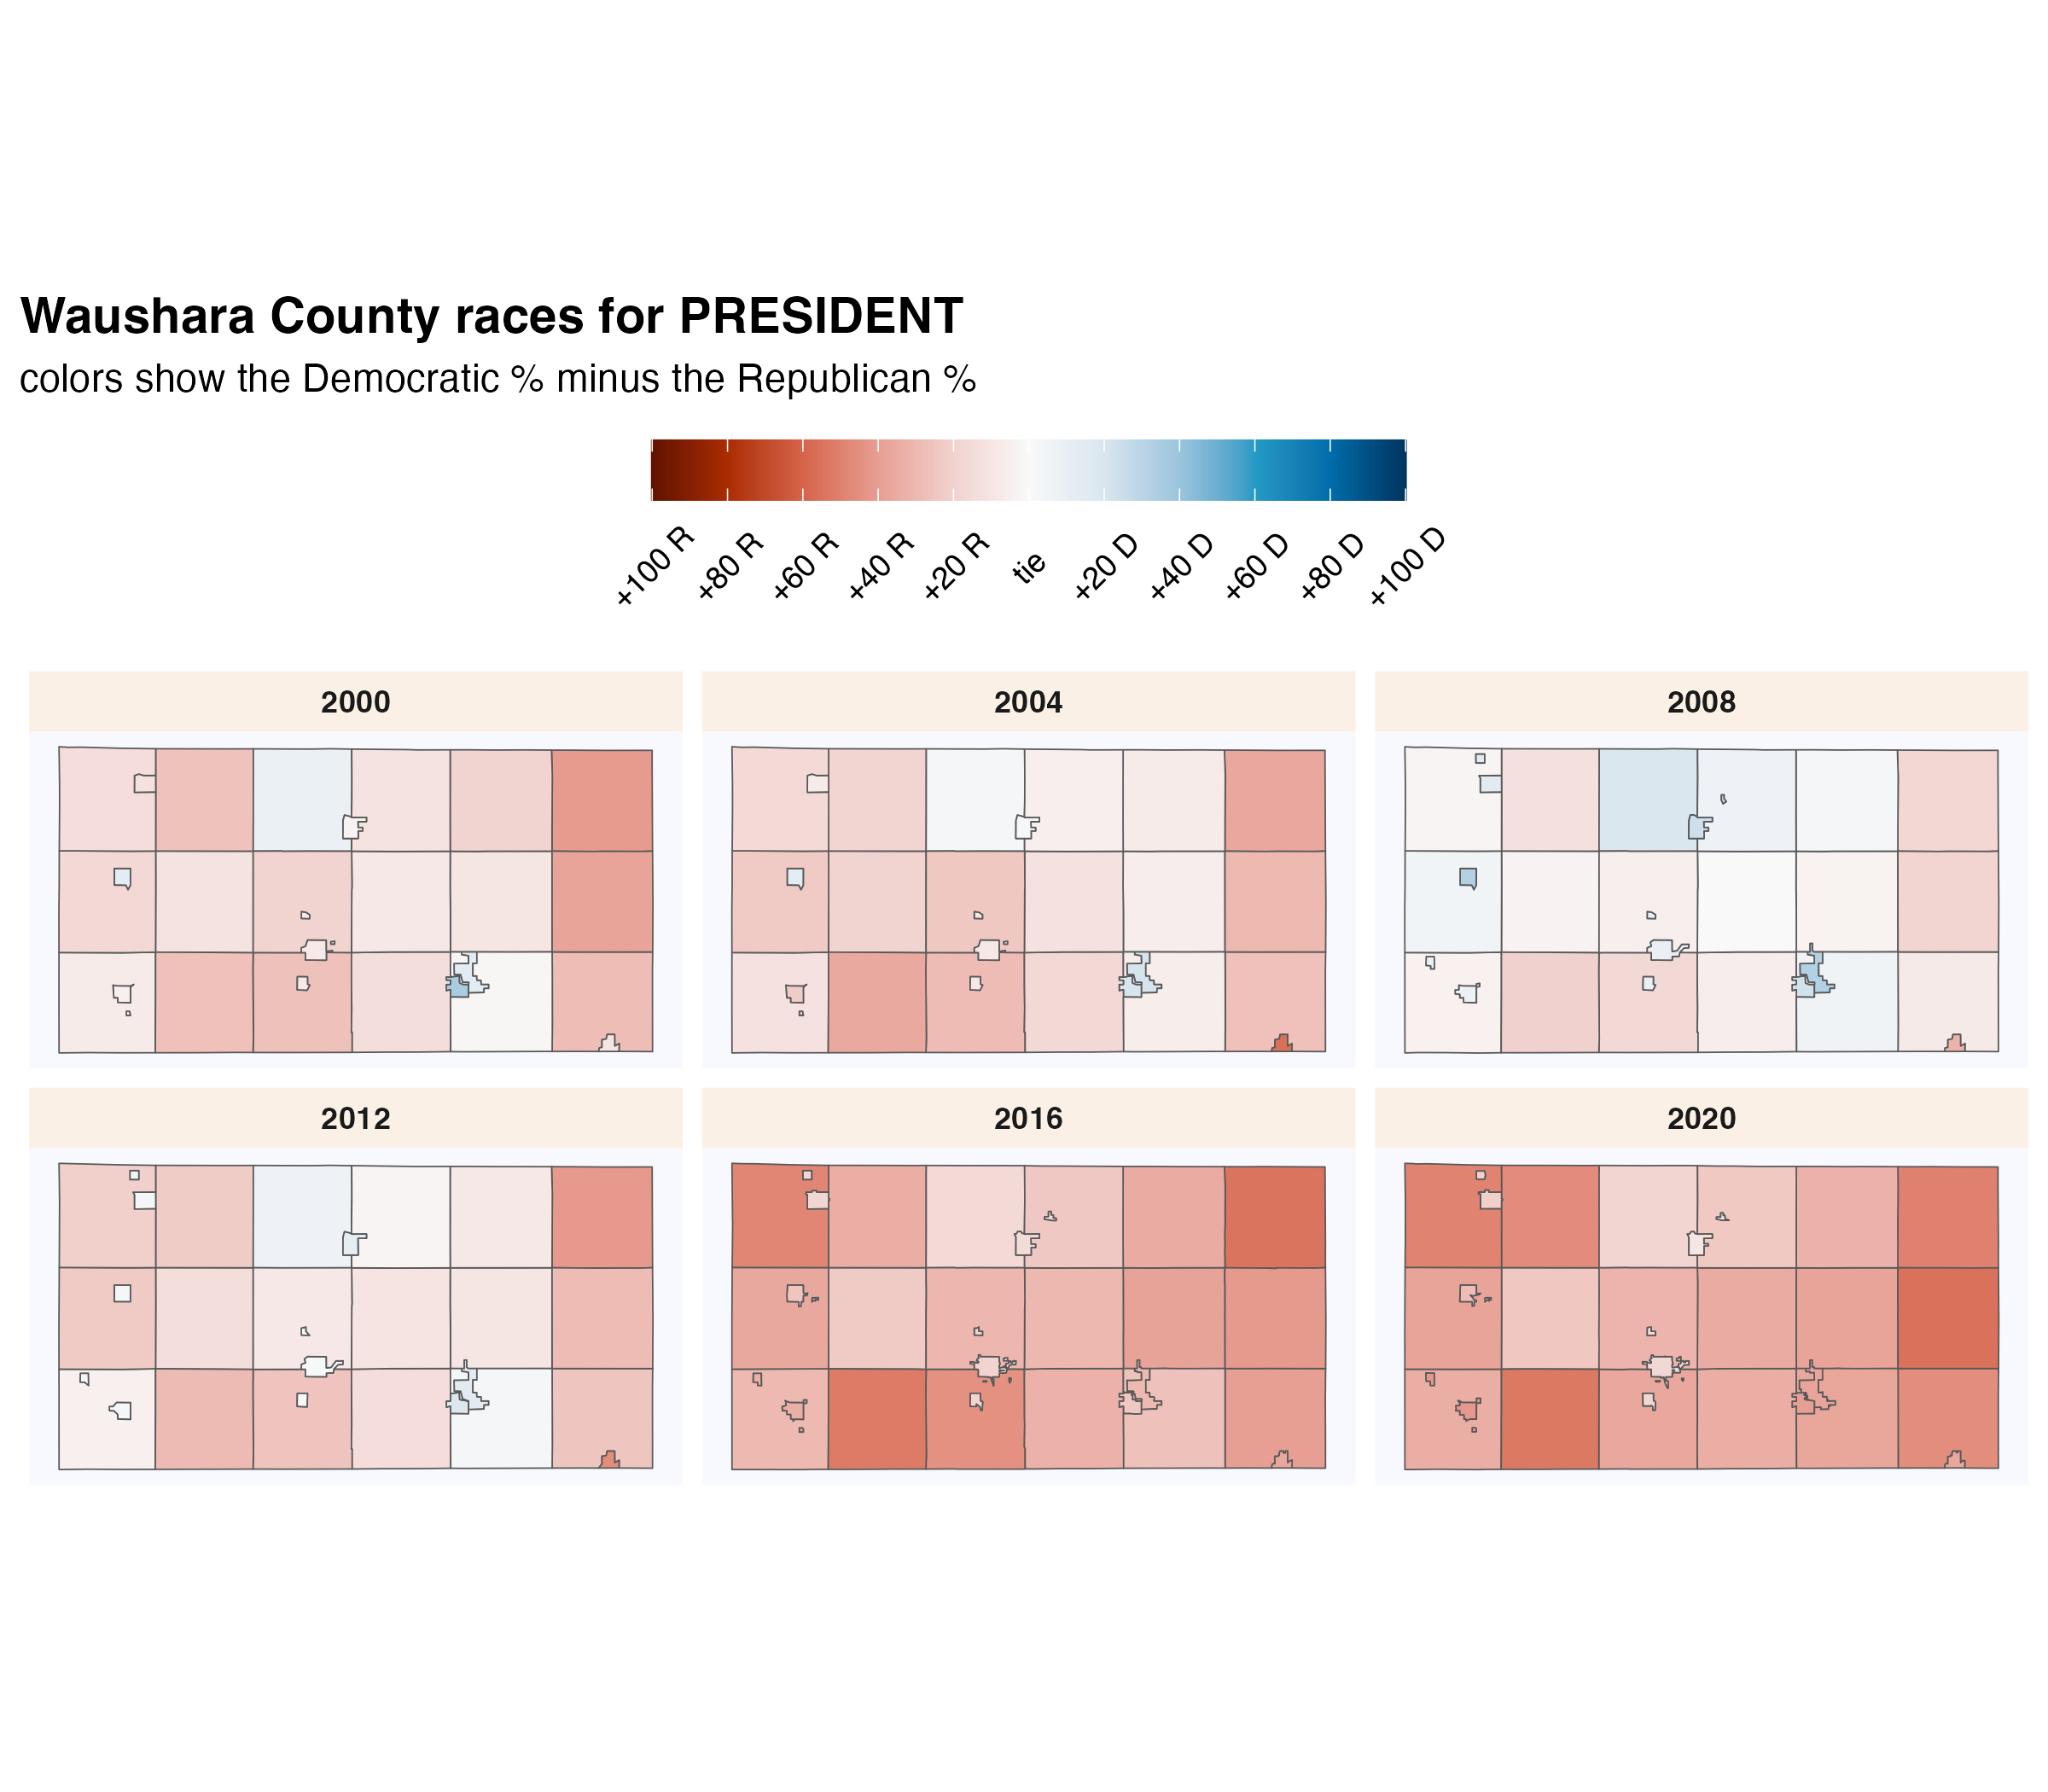 Waushara County races for PRESIDENT
colors show the Democratic % minus the Republican %
+100 R
+80 R
+60 R
+40 R
+20 R
tie
+20 D
+40 D
+60 D
+80 D
+100 D
2000
2004
2008
2012
2016
2020